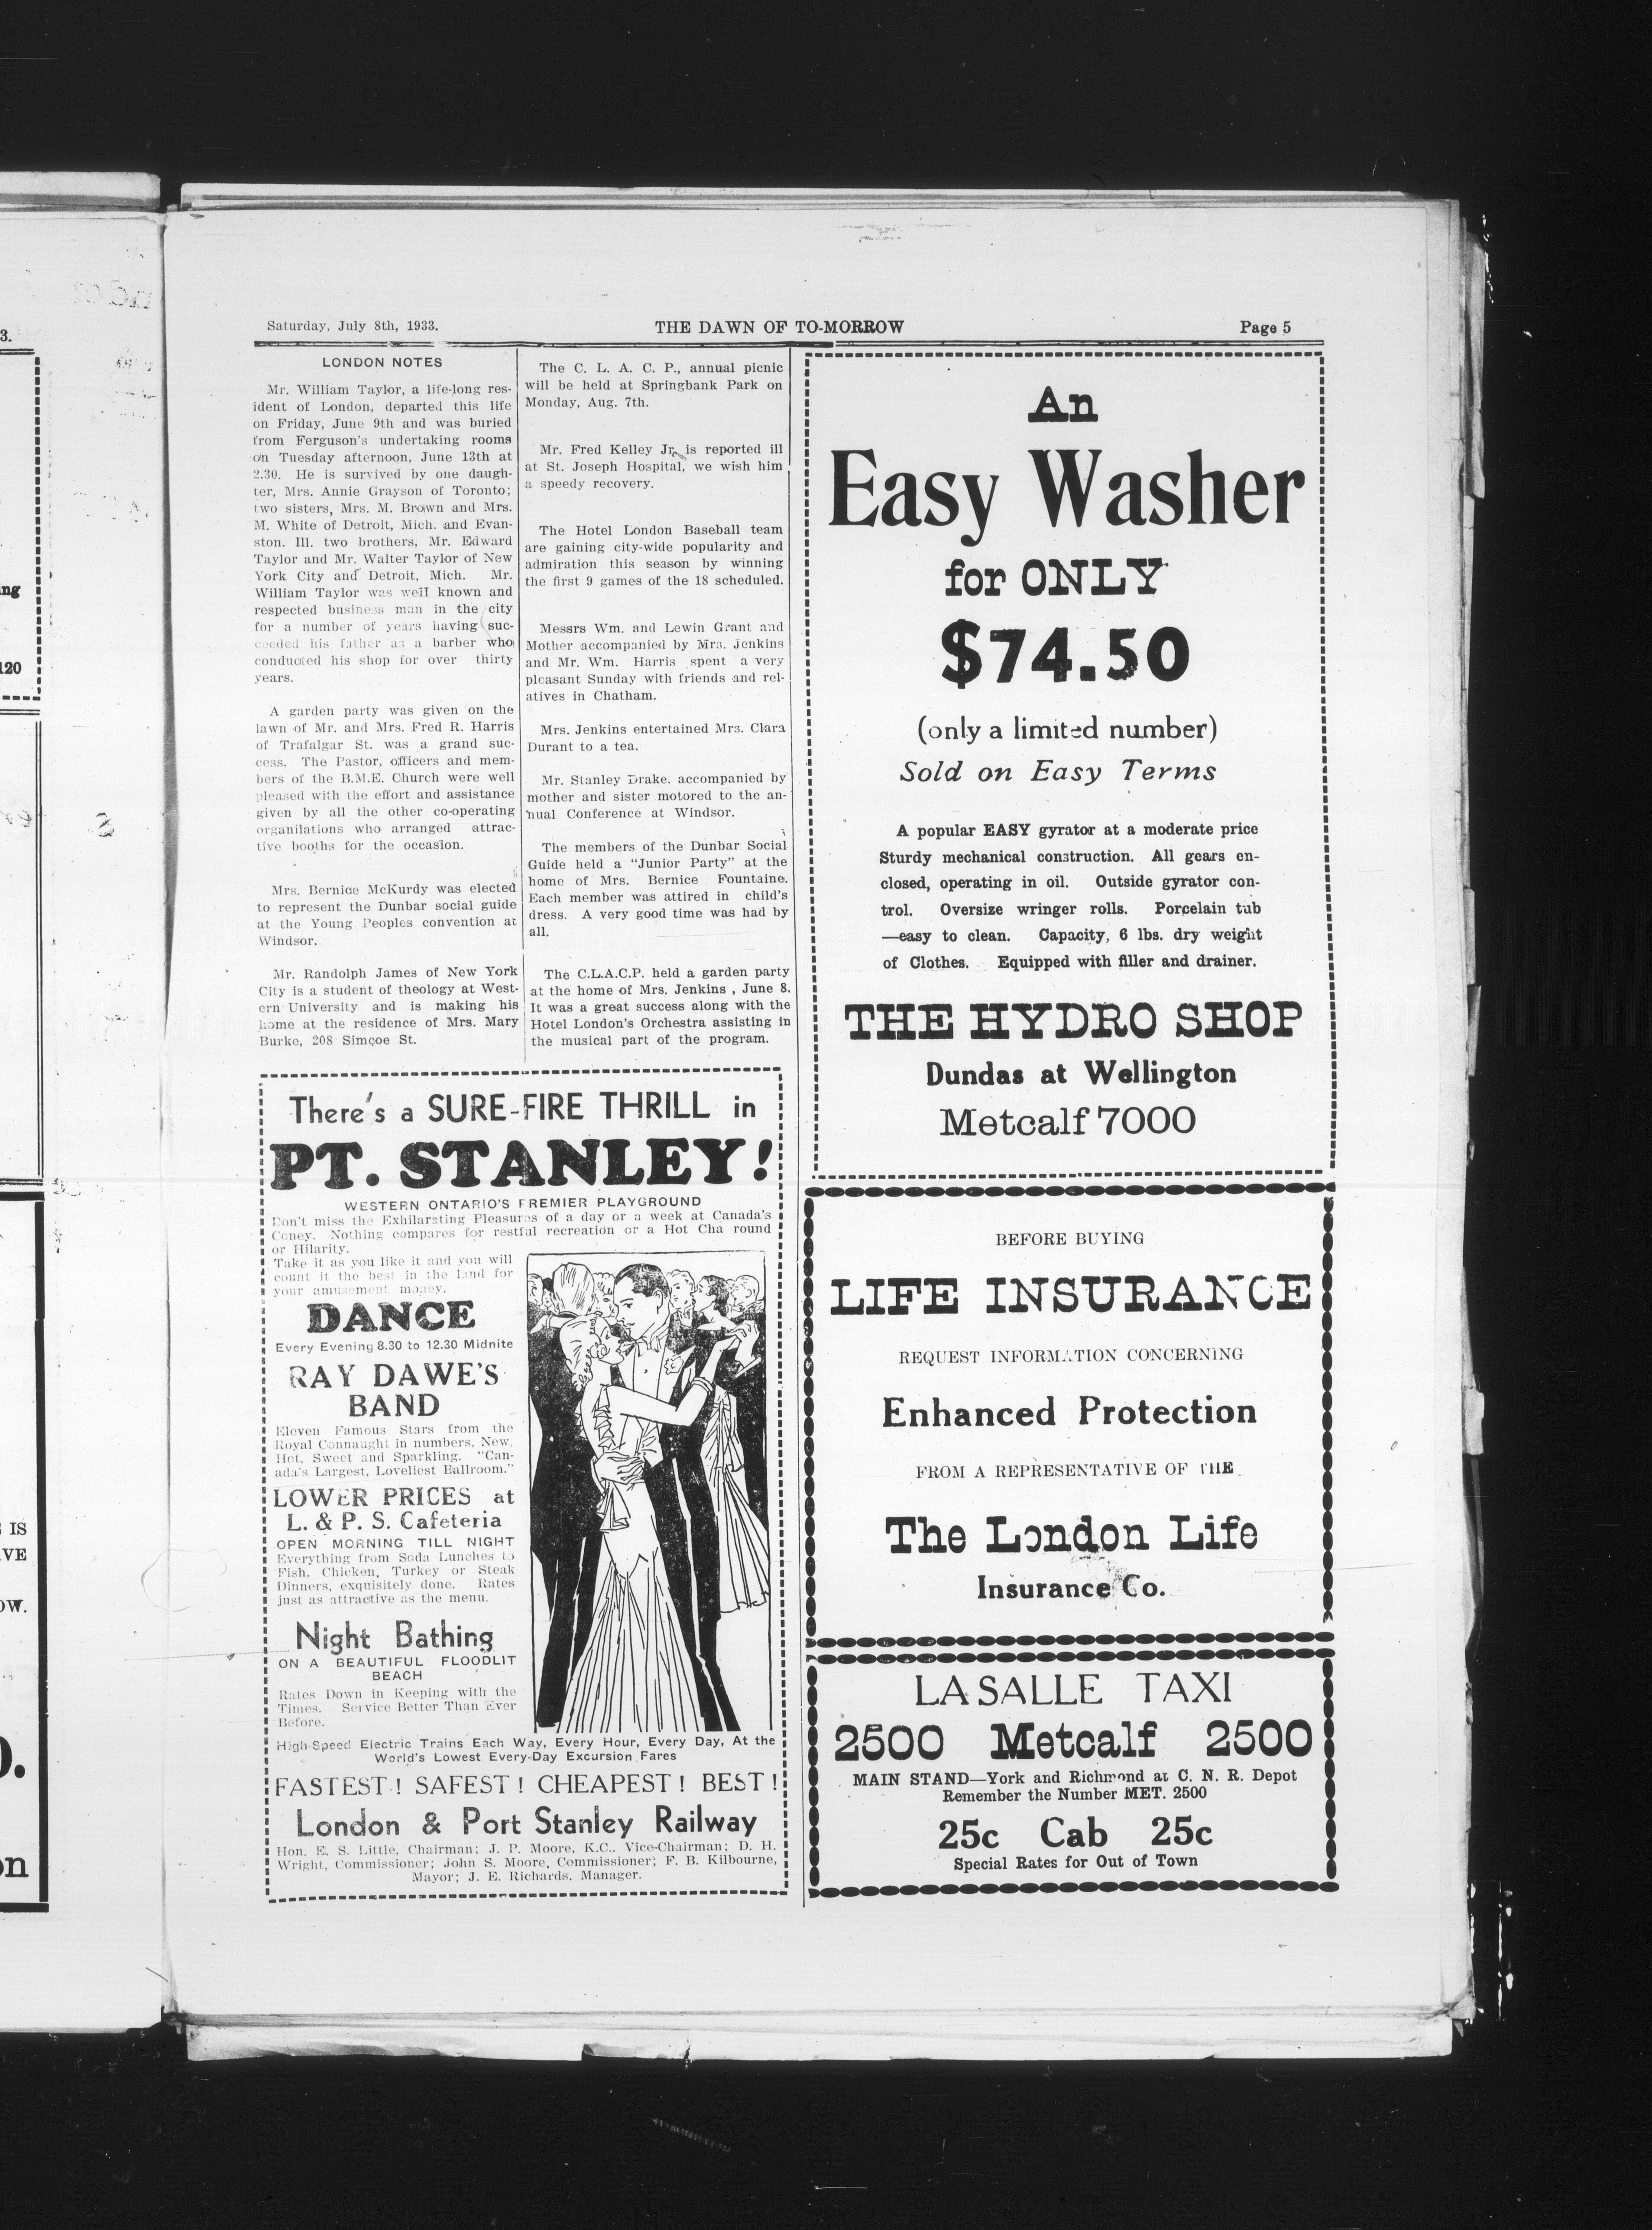 Saturday, July 8th, 1933.
THE DAWN OF TO-MORROW
Page 5
LONDON NOTES
Mr. William Taylor, a life-long res-
ident of London, departed this life
on Friday, June 9th and was buried
from Ferguson's undertaking rooms
on Tuesday afternoon, June 13th at
2.30. He is survived by one daugh-
ter, Mrs. Annie Grayson of Toronto;
two sisters, Mrs. M. Brown and Mrs.
M. White of Detroit, Mich. and Evan-
ston. Ill. two brothers, Mr. Edward
Taylor and Mr. Walter Taylor of New
York City and Detroit, Mich. Mr.
William Taylor was well known and
respected business man in the city
for a number of years having suc-
ceeded his father as a barber who
conducted his shop for over thirty
years.
A garden party was given on the
lawn of Mr. and Mrs. Fred R. Harris
of Trafalgar St. was a grand suc-
cess. The Pastor, officers and mem-
bers of the B.M.E. Church were well
pleased with the effort and assistance
given by all the other co-operating
organilations who arranged attrac-
tive booths for the occasion.
Mrs. Bernice McKurdy was elected
to represent the Dunbar social guide
at the Young Peoples convention at
Windsor.
Mr. Randolph James of New York
City is a student of theology at West-
ern University and is making his
home at the residence of Mrs. Mary
Burke, 208 Simcoe St.
The C. L. A. C. P., annual picnic
will be held at Springbank Park on
Monday, Aug. 7th.
Mr. Fred Kelley Jr. is reported ill
at St. Joseph Hospital, we wish him
a speedy recovery.
The Hotel London Baseball team
are gaining city-wide popularity and
admiration this season by winning
the first 9 games of the 18 scheduled.
Messrs Wm. and Lewin Grant and
Mother accompanied by Mrs. Jenkins
and Mr. Wm. Harris spent a very
pleasant Sunday with friends and rel-
atives in Chatham.
Mrs. Jenkins entertained Mrs. Clara
Durant to a tea.
Mr. Stanley Drake. accompanied by
mother and sister motored to the an-
nual Conference at Windsor.
The members of the Dunbar Social
Guide held a "Junior Party" at the
home of Mrs. Bernice Fountaine.
Each member was attired in child's
dress. A very good time was had by
all.
The C.L.A.C.P. held a garden party
at the home of Mrs. Jenkins , June 8.
It was a great success along with the
Hotel London's Orchestra assisting in
the musical part of the program.
There's a SURE-FIRE THRILL in
PT. STANLEY!
WESTERN ONTARIO'S PREMIER PLAYGROUND
Don't miss the Exhilarating Pleasures of a day or a week at Canada's
Coney. Nothing compares for restful recreation or a Hot Cha round
or Hilarity.
Take it as you like it and you will
count it the best in the land for
your amusement money.
DANCE
Every Evening 8.30 to 12.30 Midnite
RAY DAWE'S
BAND
Eleven Famous Stars from the
Royal Connaught in numbers, New,
Hot, Sweet and Sparkling. "Can-
ada's Largest, Loveliest Ballroom."
LOWER PRICES at
L. & P. S. Cafeteria
OPEN MORNING TILL NIGHT
Everything from Soda Lunches to
Fish, Chicken, Turkey or Steak
Dinners, exquisitely done. Rates
just as attractive as the menu.
Night Bathing
ON A BEAUTIFUL FLOODLIT
BEACH
Rates Down in Keeping with the
Times. Service Better Than Ever
Before.
High-Speed Electric Trains Each Way, Every Hour, Every Day, At the
World's Lowest Every-Day Excursion Fares
FASTEST! SAFEST! CHEAPEST! BEST!
London & Port Stanley Railway
Hon. E. S. Little, Chairman; J. P. Moore, K.C., Vice-Chairman; D. H.
Wright, Commissioner; John S. Moore, Commissioner; F. B. Kilbourne,
Mayor; J. E. Richards, Manager.
An
Easy Washer
for ONLY
$74.50
(only a limited number)
Sold on Easy Terms
A popular EASY gyrator at a moderate price
Sturdy mechanical construction. All gears en-
closed, operating in oil. Outside gyrator con-
trol. Oversize wringer rolls. Porcelain tub
—easy to clean. Capacity, 6 lbs. dry weight
of Clothes. Equipped with filler and drainer.
THE HYDRO SHOP
Dundas at Wellington
Metcalf 7000
BEFORE BUYING
LIFE INSURANCE
REQUEST INFORMATION CONCERNING
Enhanced Protection
FROM A REPRESENTATIVE OF THE
The London Life
Insurance Co.
LASALLE TAXI
2500 Metcalf 2500
MAIN STAND—York and Richmond at C. N. R. Depot
Remember the Number MET. 2500
25c Cab 25c
Special Rates for Out of Town
3.
120
IS
OW.